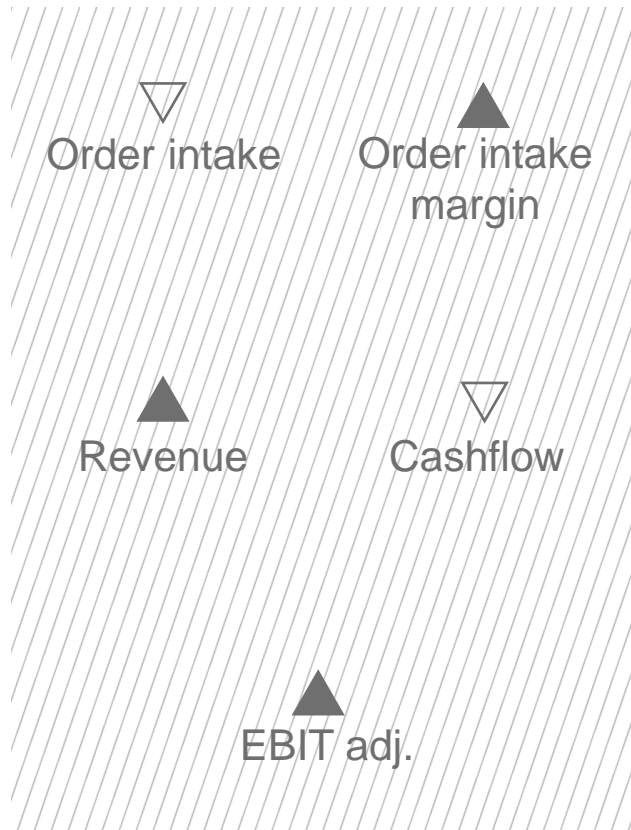 Order intake
Order intake
margin
Revenue
Cashflow
EBIT adj.